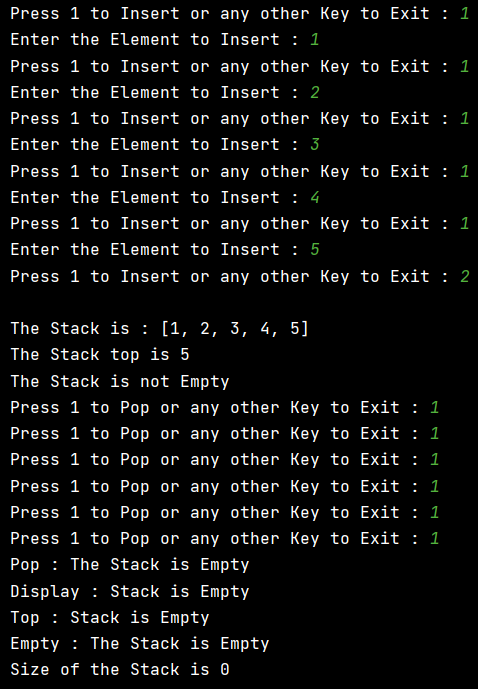 Press 1 to Insert or any other Key to Exit : 1
Enter the Element to Insert : 1
Press 1 to Insert or any other Key to Exit : 1
Enter the Element to Insert : 2
Press 1 to Insert or any other Key to Exit : 1
Enter the Element to Insert : 3
Press 1 to Insert or any other Key to Exit : 1
Enter the Element to Insert : 4
Press 1 to Insert or any other Key to Exit : 1
Enter the Element to Insert : 5
Press 1 to Insert or any other Key to Exit : 2

The Stack is : [1, 2, 3, 4, 5]
The Stack top is 5
The Stack is not Empty
Press 1 to Pop or any other Key to Exit : 1
Press 1 to Pop or any other Key to Exit : 1
Press 1 to Pop or any other Key to Exit : 1
Press 1 to Pop or any other Key to Exit : 1
Press 1 to Pop or any other Key to Exit : 1
Press 1 to Pop or any other Key to Exit : 1
Pop : The Stack is Empty
Display : Stack is Empty
Top : Stack is Empty
Empty : The Stack is Empty
Size of the Stack is 0